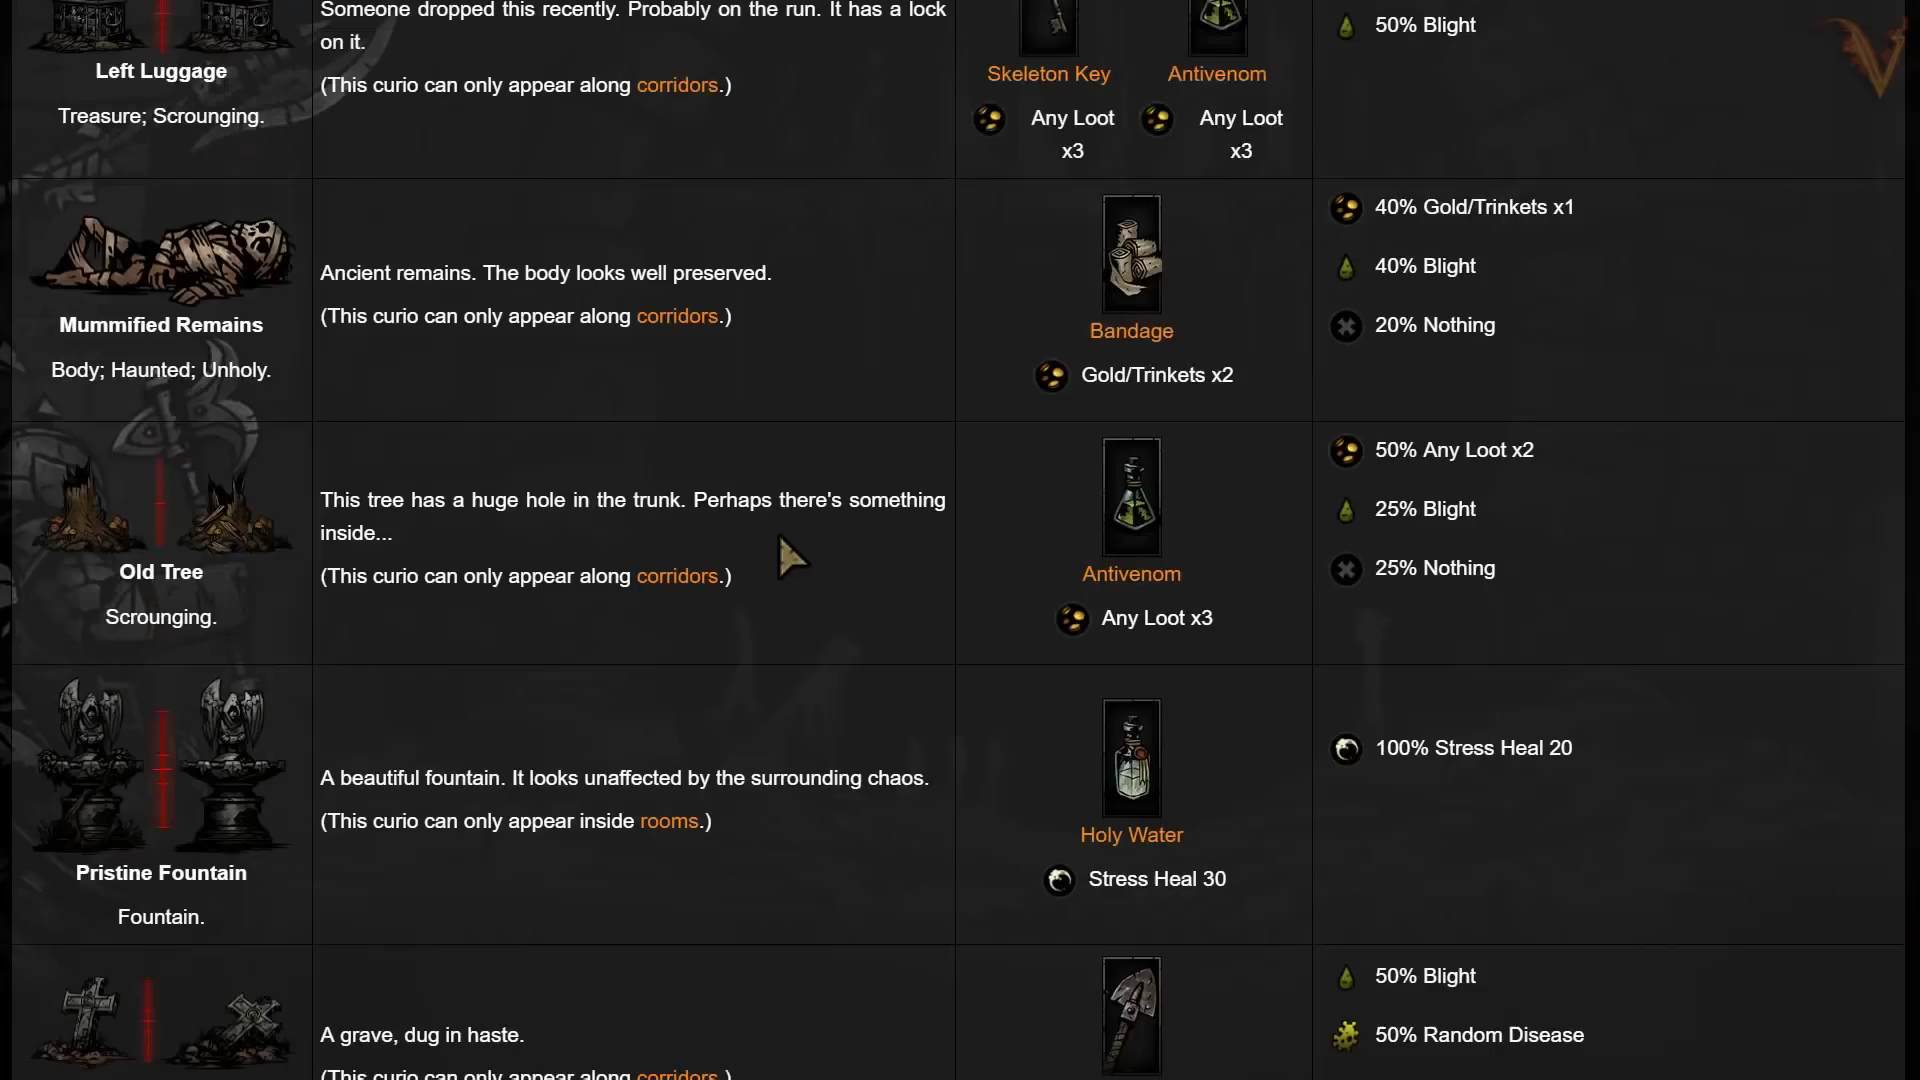 Someone dropped this recently. Probably on the run. It has a lock
on it.
(This curio can only appear along corridors.)
Left Luggage
Treasure; Scrounging.
Skeleton Key
Any Loot
x3
Antivenom
Any Loot
x3
50% Blight
Mummified Remains
Body; Haunted; Unholy.
Ancient remains. The body looks well preserved.
(This curio can only appear along corridors.)
Bandage
Gold/Trinkets x2
40% Gold/Trinkets x1
40% Blight
20% Nothing
Old Tree
Scrounging.
This tree has a huge hole in the trunk. Perhaps there's something
inside...
(This curio can only appear along corridors.)
Antivenom
Any Loot x3
50% Any Loot x2
25% Blight
25% Nothing
Pristine Fountain
Fountain.
A beautiful fountain. It looks unaffected by the surrounding chaos.
(This curio can only appear inside rooms.)
Holy Water
Stress Heal 30
100% Stress Heal 20
A grave, dug in haste.
(This curio can only appear along corridors.)
50% Blight
50% Random Disease